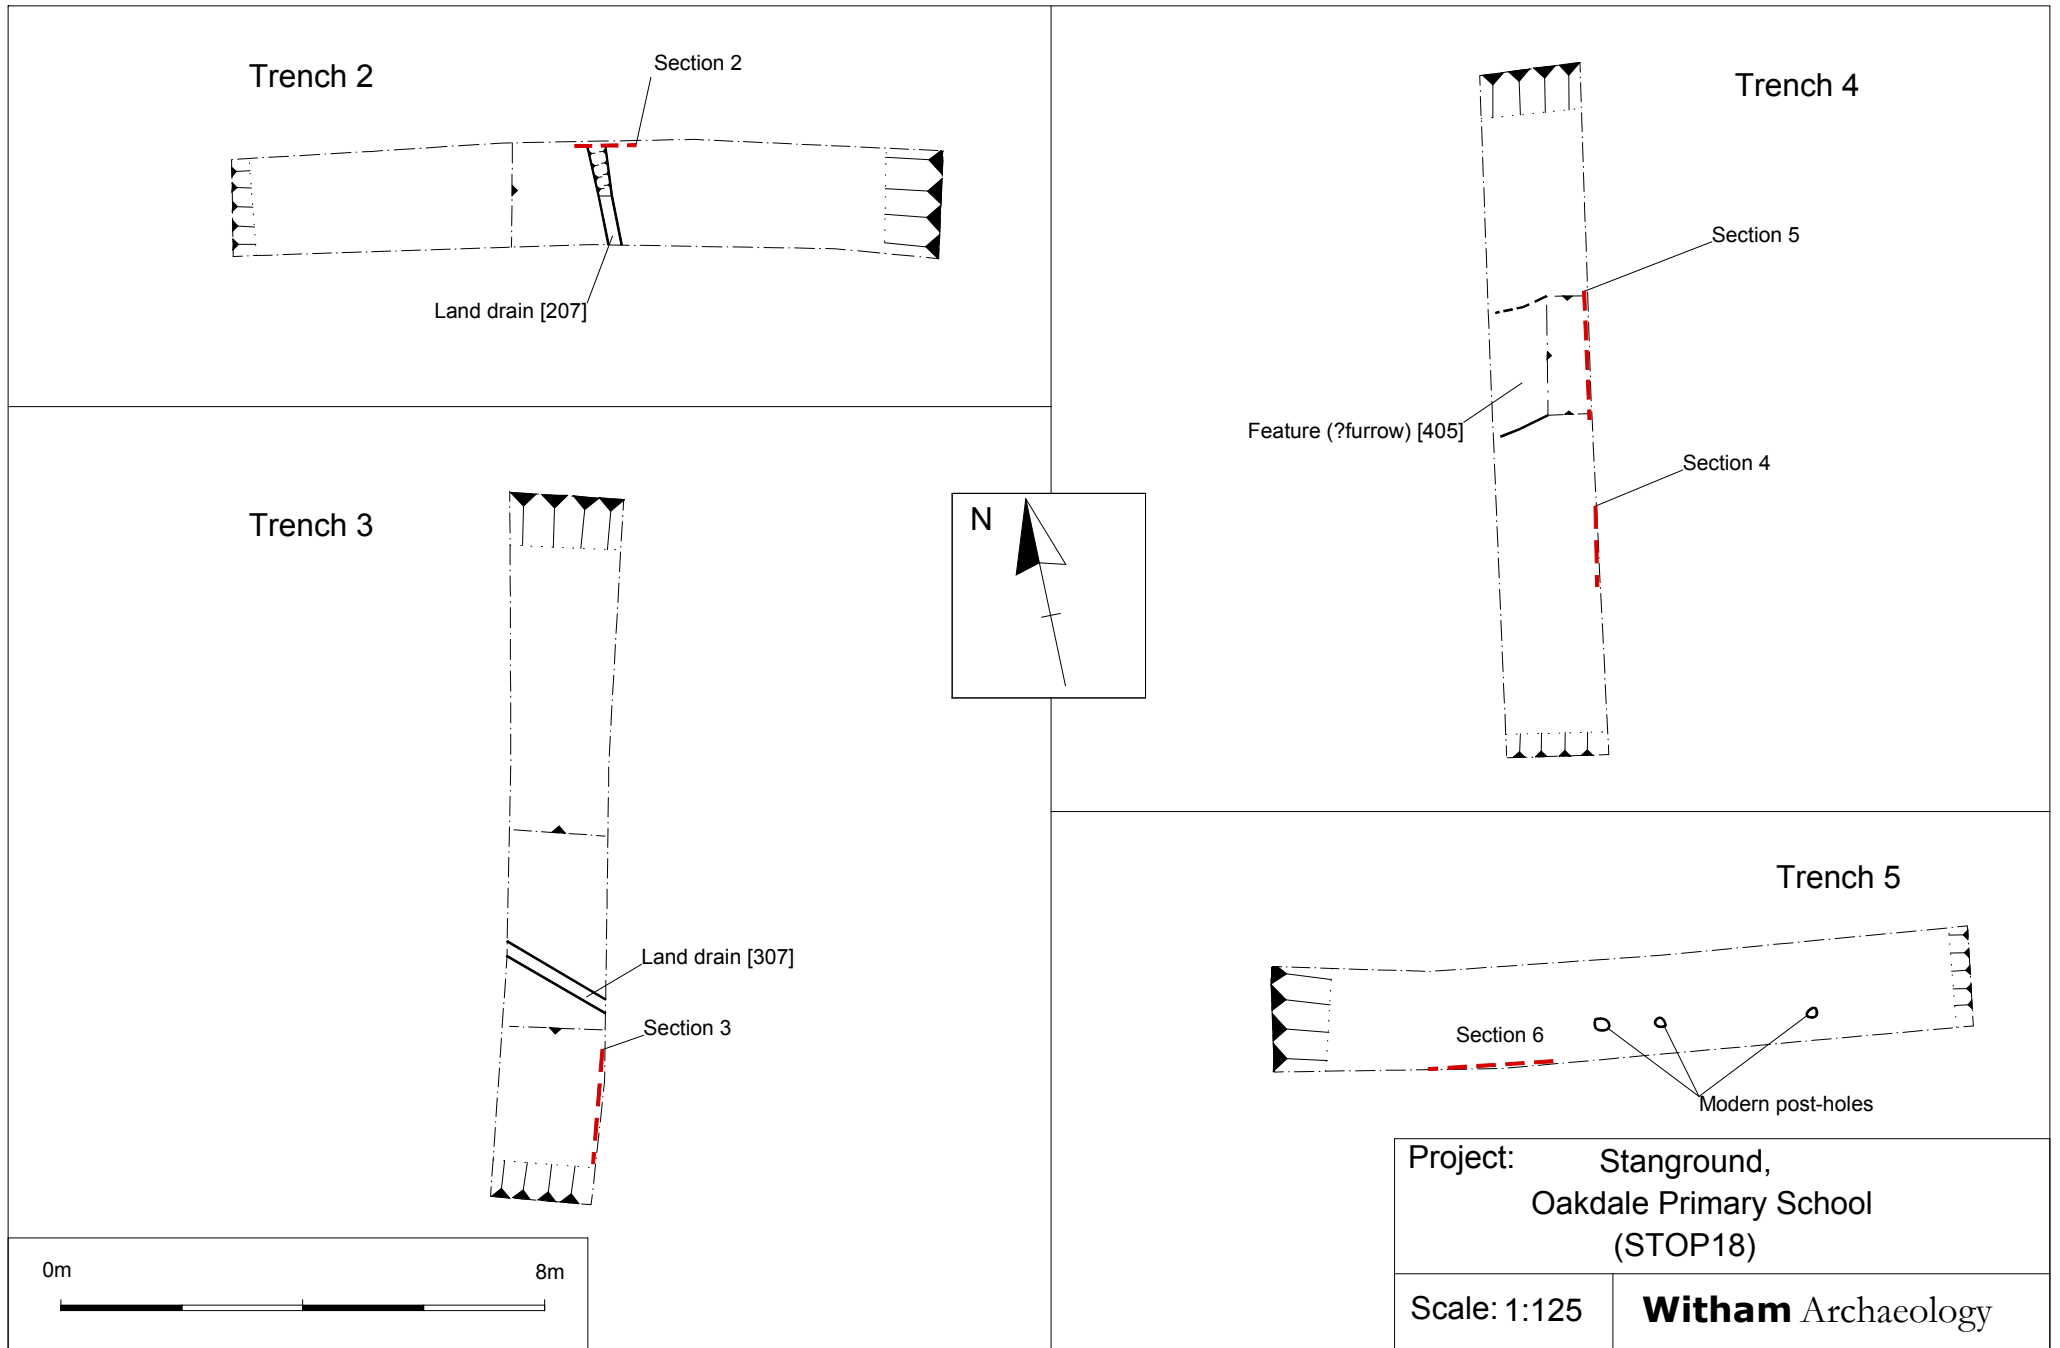 Trench 2
Section 2
Land drain [207]
Trench 4
Section 5
Feature (?furrow) [405]
Section 4
Trench 3
N
Land drain [307]
Section 3
Trench 5
Section 6
Modern post-holes
0m 8m
Project: Stanground,
Oakdale Primary School
(STOP18)
Scale: 1:125
Witham Archaeology